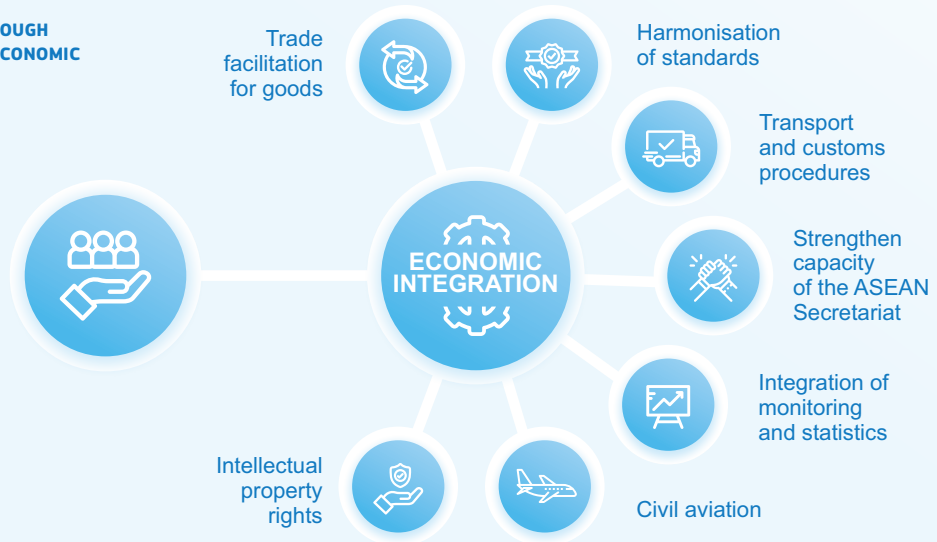 OUGH
CONOMIC
Trade
facilitation
for goods
Harmonisation
of standards
Transport
and customs
procedures
ECONOMIC
INTEGRATION
Strengthen
capacity
of the ASEAN
Secretariat
Integration of
monitoring
and statistics
Intellectual
property
rights
Civil aviation